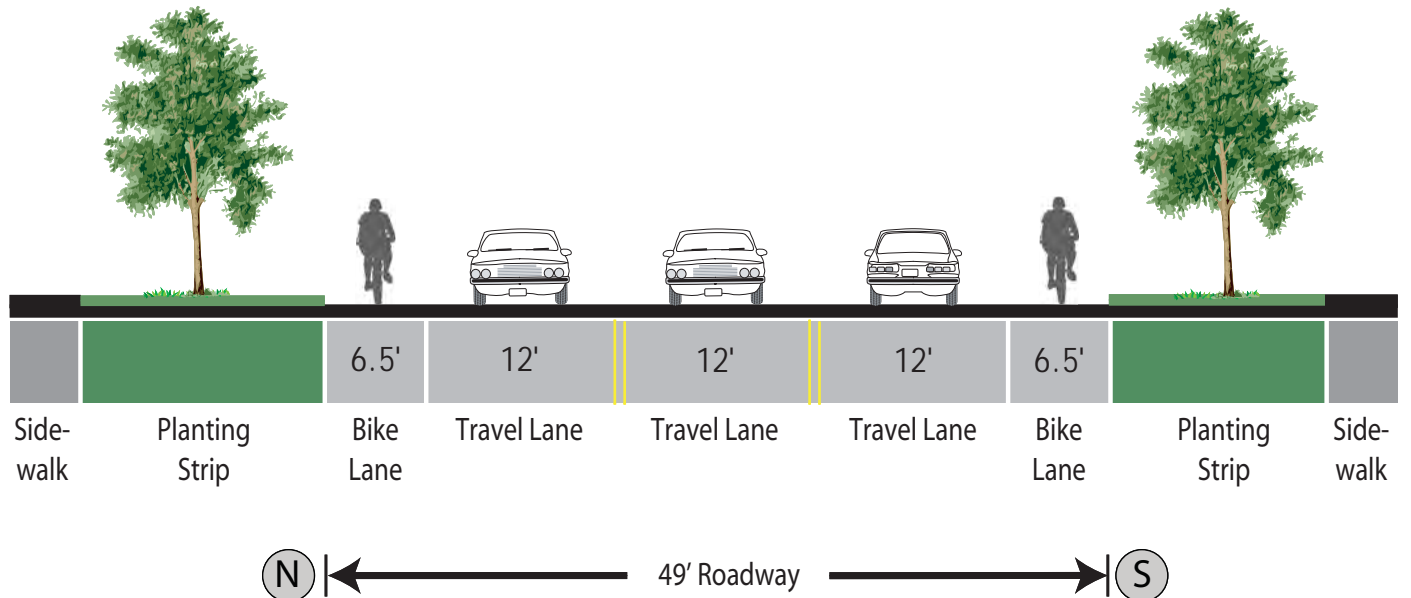 6.5' 12' 12' 12' 6.5'
Side- Planting Bike Travel Lane Travel Lane Travel Lane Bike Planting Side-
walk Strip Lane Lane Strip walk
N 49’ Roadway S